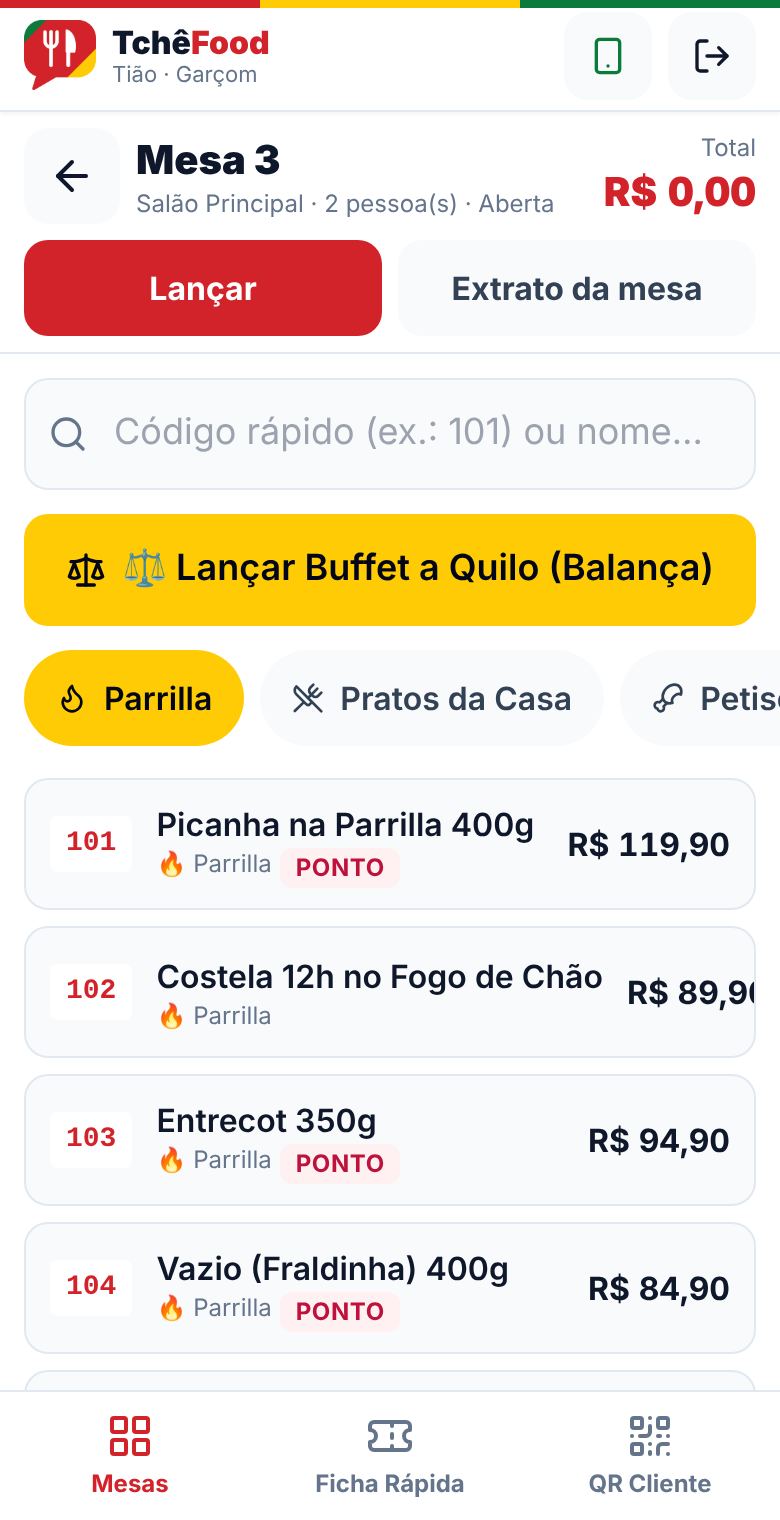 TchêFood
Tião · Garçom
Mesa 3
Salão Principal · 2 pessoa(s) · Aberta
Total
R$ 0,00
Lançar
Extrato da mesa
Código rápido (ex.: 101) ou nome...
⚖️ Lançar Buffet a Quilo (Balança)
Parrilla
Pratos da Casa
101
Picanha na Parrilla 400g
🔥 Parrilla PONTO
R$ 119,90
102
Costela 12h no Fogo de Chão
🔥 Parrilla
R$ 89,9
103
Entrecot 350g
🔥 Parrilla PONTO
R$ 94,90
104
Vazio (Fraldinha) 400g
🔥 Parrilla PONTO
R$ 84,90
Mesas
Ficha Rápida
QR Cliente